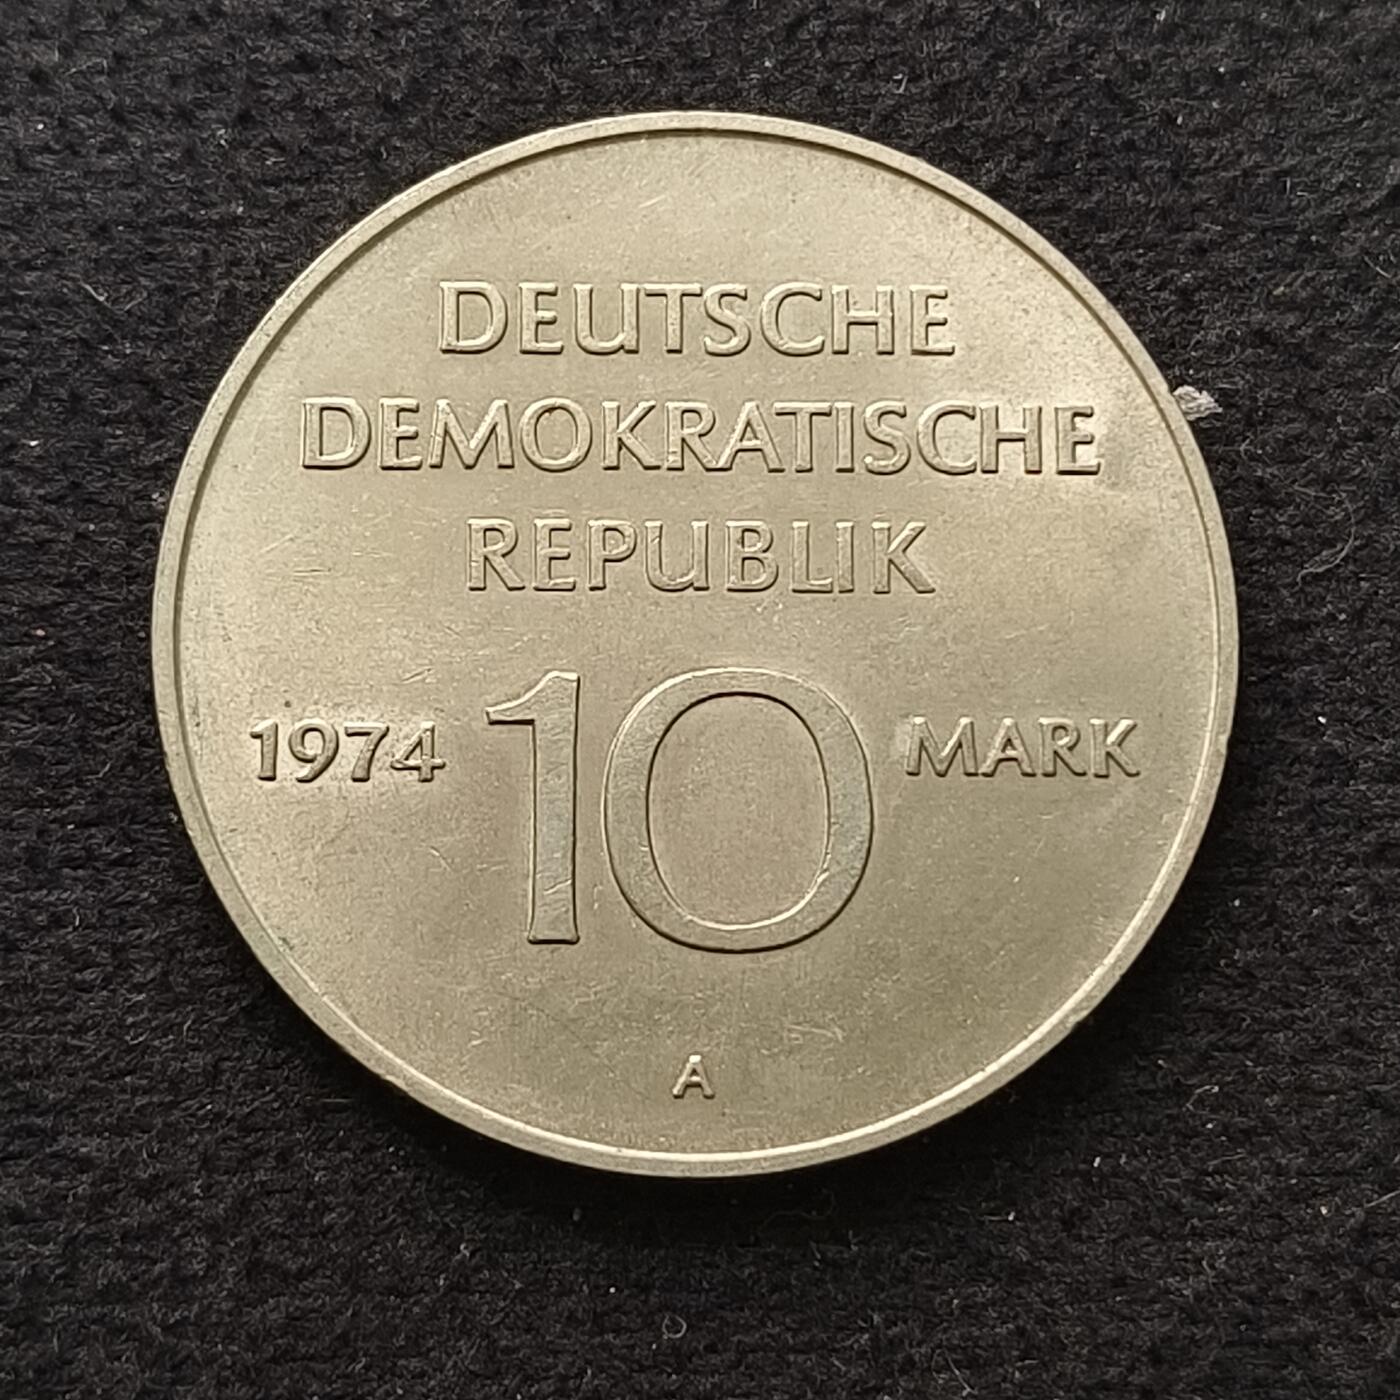 DEUTSCHE
DEMOKRATISCHE
REPUBLIK
1974 10 MARK
A